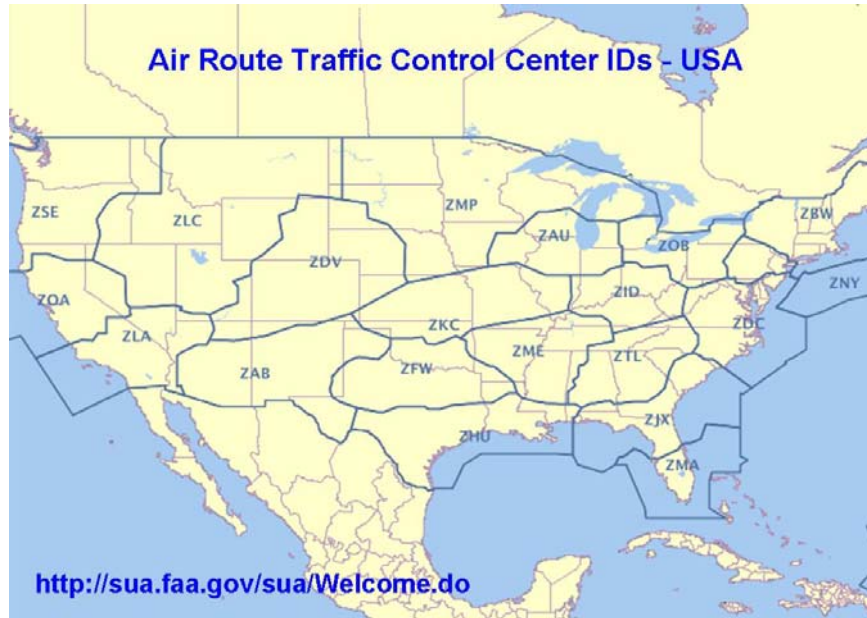 Air Route Traffic Control Center IDs - USA
ZSE
ZLC
ZMP
ZBW
ZAU
ZOB
ZDV
ZOA
ZID
ZNY
ZLA
ZKC
ZDC
ZME
ZTL
ZAB
ZFW
ZHU
ZJX
ZMA
http://sua.faa.gov/sua/Welcome.do